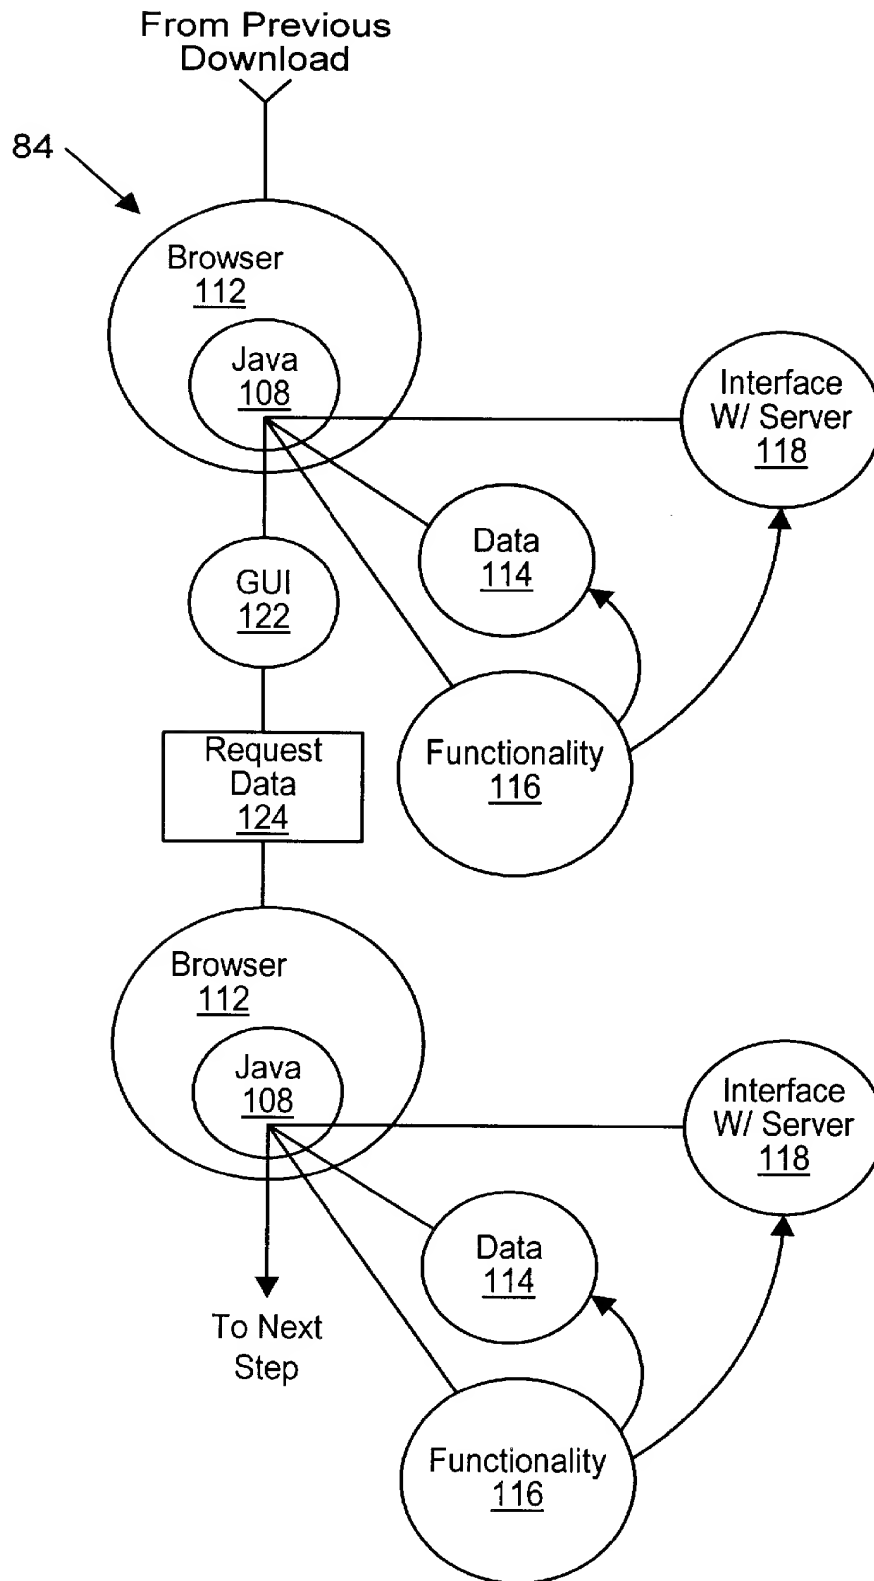 From Previous
Download
84
Browser
112
Java
108
Interface
W/ Server
118
Data
114
GUI
122
Functionality
116
Request
Data
124
Browser
112
Java
108
Interface
W/ Server
118
Data
114
To Next
Step
Functionality
116